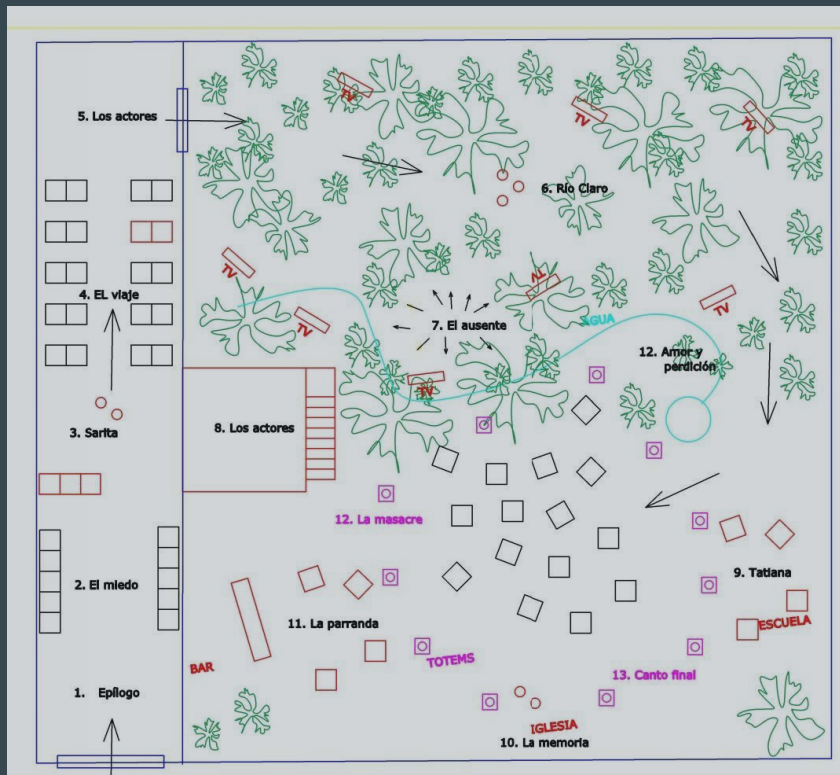 5. Los actores
4. EL viaje
3. Sarita
2. El miedo
1. Epílogo
TV
TV
TV
6. Río Claro
TV
TV
TV
TV
7. El ausente
AGUA
12. Amor y
perdición
TV
8. Los actores
12. La masacre
9. Tatiana
ESCUELA
11. La parranda
BAR
TOTEMS
13. Canto final
IGLESIA
10. La memoria